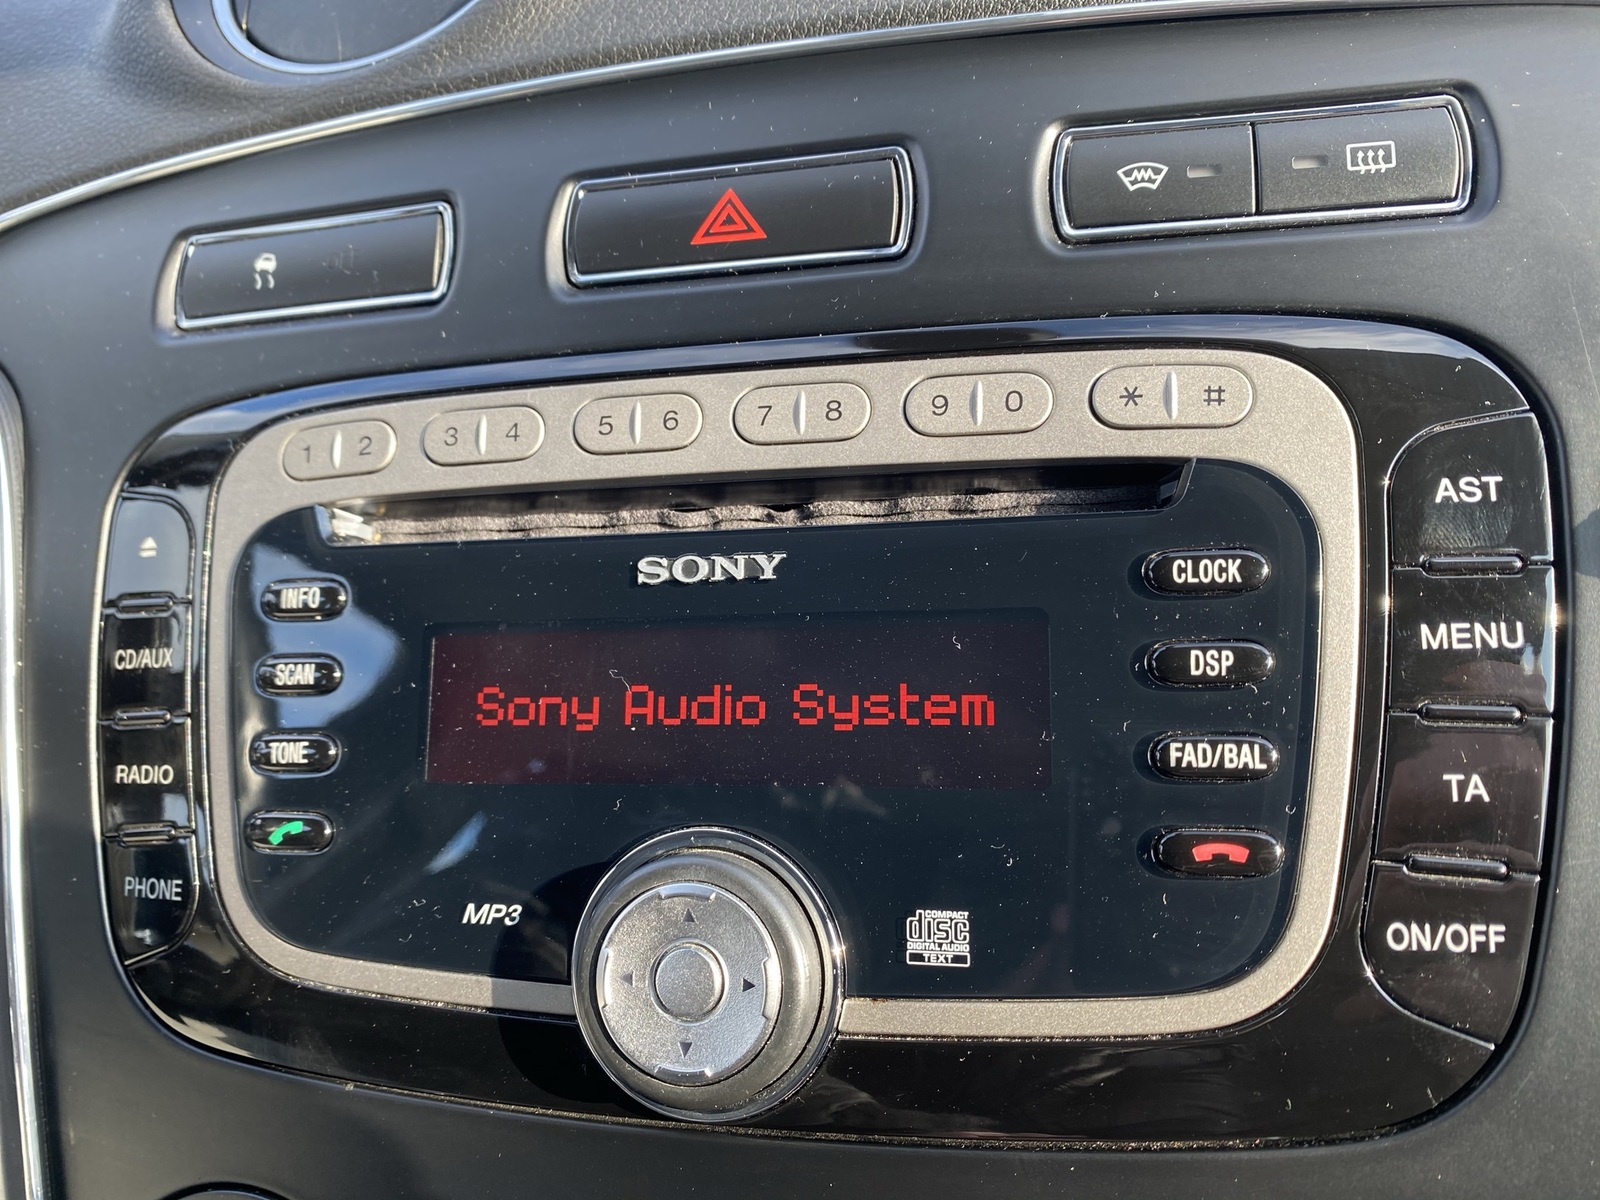 1 2 3 4 5 6 7 8 9 0 * #
SONY
INFO
SCAN
TONE
CD/AUX
RADIO
PHONE
Sony Audio System
CLOCK
DSP
FAD/BAL
AST
MENU
TA
ON/OFF
MP3
COMPACT
disc
DIGITAL AUDIO
TEXT